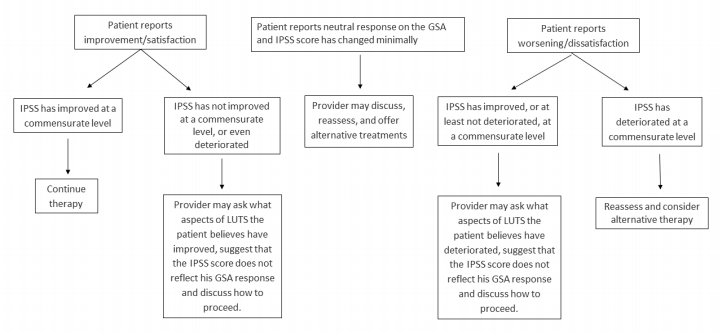 Patient reports
improvement/satisfaction
Patient reports neutral response on the GSA
and IPSS score has changed minimally
Patient reports
worsening/dissatisfaction
IPSS has improved at a
commensurate level
IPSS has not improved
at a commensurate
level, or even
deteriorated
Provider may discuss,
reassess, and offer
alternative treatments
IPSS has improved, or at
least not deteriorated, at
a commensurate level
IPSS has
deteriorated at a
commensurate level
Continue
therapy
Provider may ask what
aspects of LUTS the
patient believes have
improved, suggest that
the IPSS score does not
reflect his GSA response
and discuss how to
proceed.
Provider may ask what
aspects of LUTS the
patient believes have
deteriorated, suggest that
the IPSS score does not
reflect his GSA response
and discuss how to
proceed.
Reassess and consider
alternative therapy